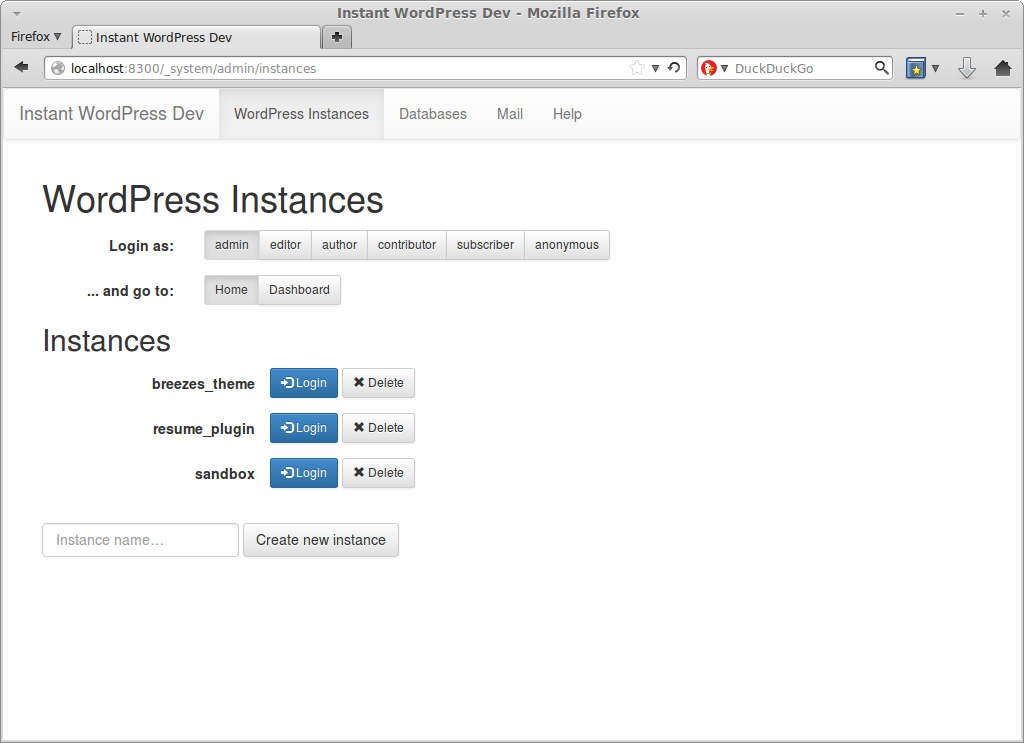 Instant WordPress Dev - Mozilla Firefox
Firefox
Instant WordPress Dev
localhost:8300/_system/admin/instances
DuckDuckGo
Instant WordPress Dev WordPress Instances Databases Mail Help
WordPress Instances
Login as: admin editor author contributor subscriber anonymous
... and go to: Home Dashboard
Instances
breezes_theme Login Delete
resume_plugin Login Delete
sandbox Login Delete
Instance name... Create new instance